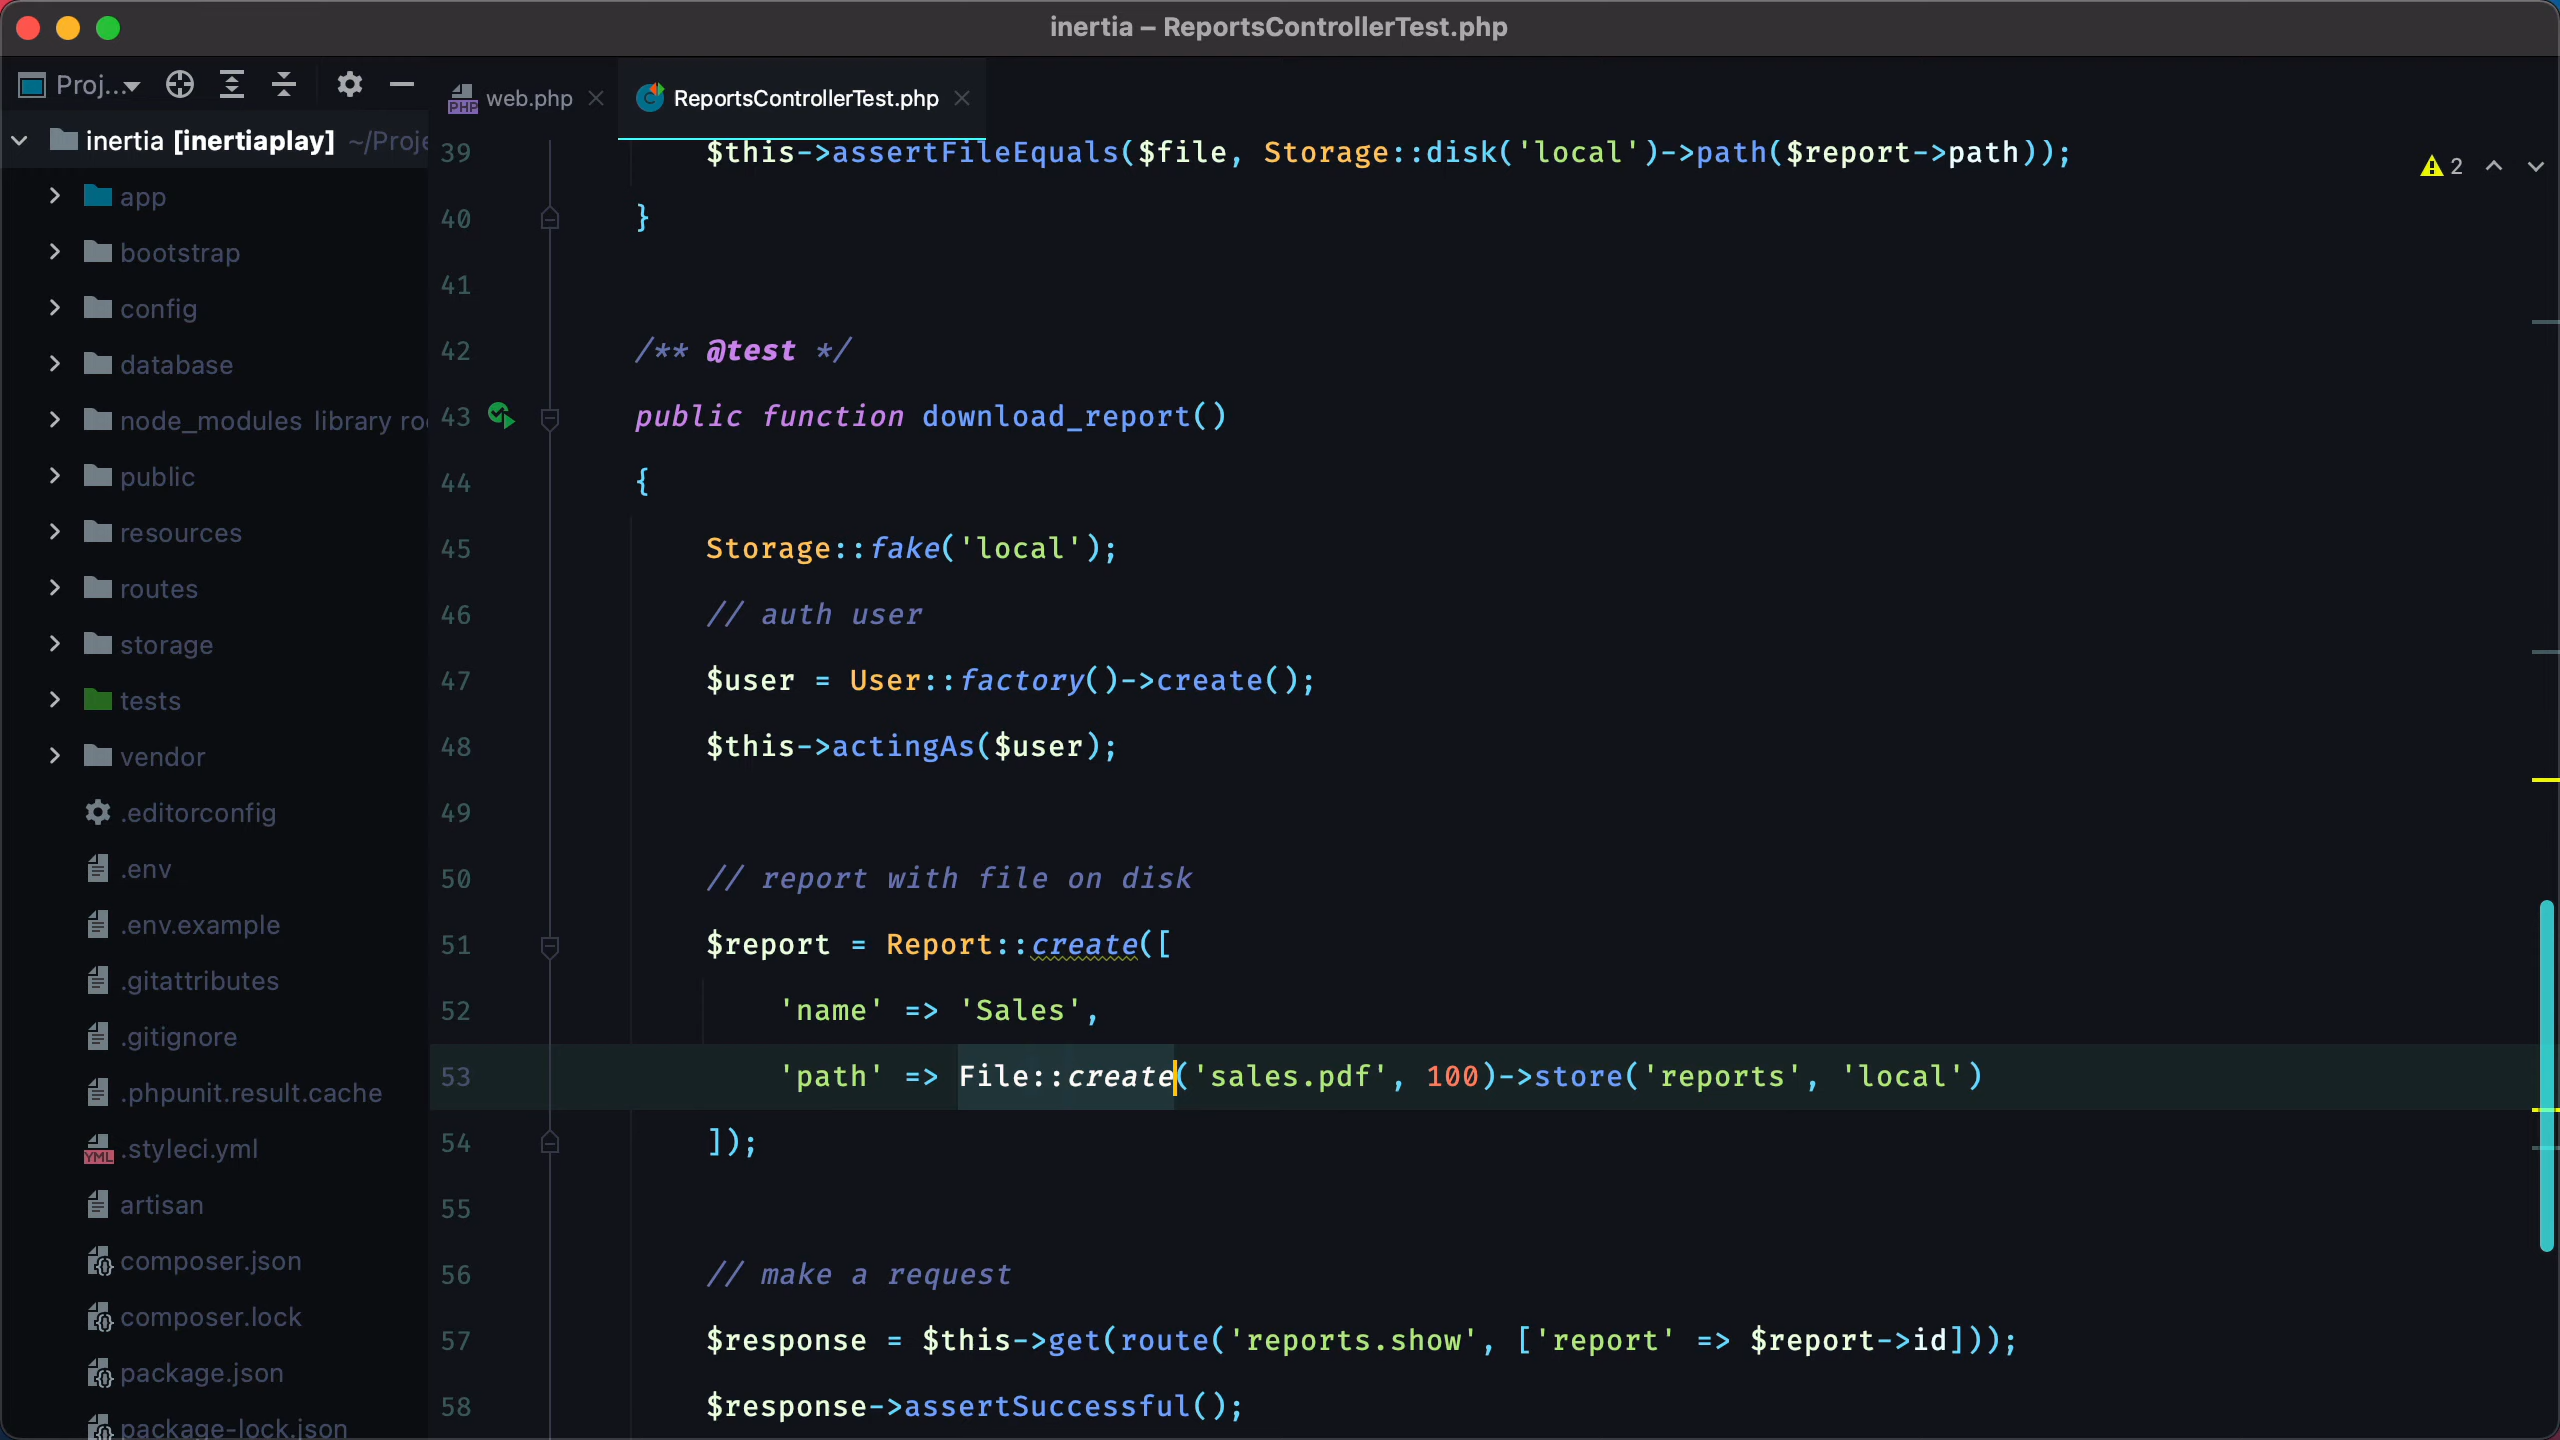 inertia – ReportsControllerTest.php
Proj...
web.php
ReportsControllerTest.php
inertia [inertiaplay] ~/Proje
app
bootstrap
config
database
node_modules library roo
public
resources
routes
storage
tests
vendor
.editorconfig
.env
.env.example
.gitattributes
.gitignore
.phpunit.result.cache
.styleci.yml
artisan
composer.json
composer.lock
package.json
package-lock.json
2
39 $this->assertFileEquals($file, Storage::disk('local')->path($report->path));
40 }
41
42 /** @test */
43 public function download_report()
44 {
45 Storage::fake('local');
46 // auth user
47 $user = User::factory()->create();
48 $this->actingAs($user);
49
50 // report with file on disk
51 $report = Report::create([
52 'name' => 'Sales',
53 'path' => File::create('sales.pdf', 100)->store('reports', 'local')
54 ]);
55
56 // make a request
57 $response = $this->get(route('reports.show', ['report' => $report->id]));
58 $response->assertSuccessful();